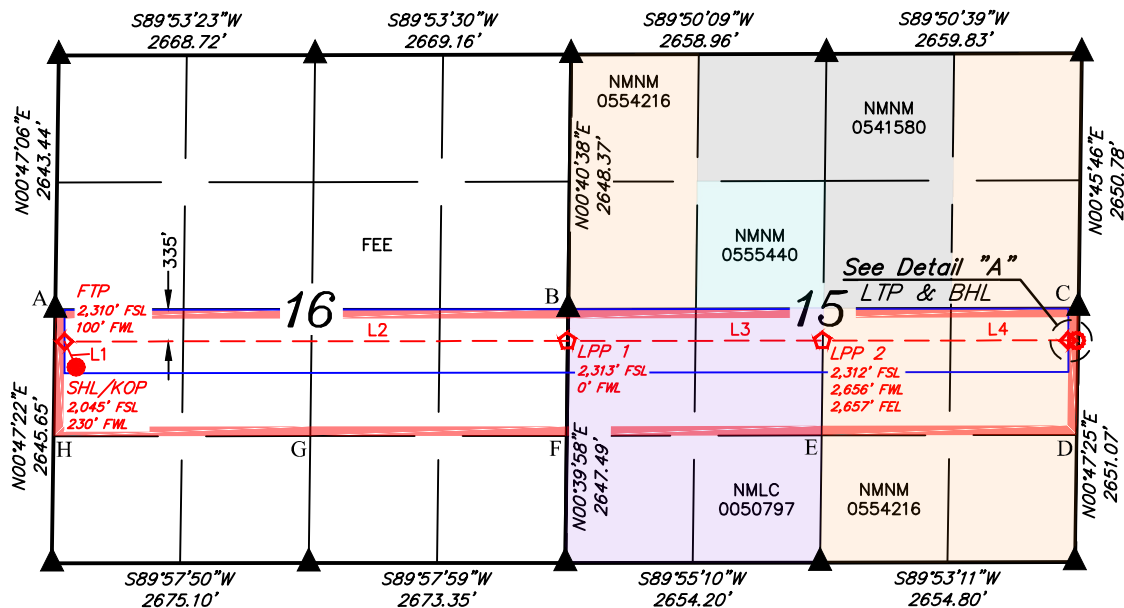 S89°53'23"W
2668.72'
S89°53'30"W
2669.16'
S89°50'09"W
2658.96'
S89°50'39"W
2659.83'
N00°47'06"E
2643.44'
NMNM
0554216
N00°40'38"E
2648.37'
NMNM
0541580
N00°45'46"E
2650.78'
FEE
NMNM
0555440
335'
See Detail "A"
LTP & BHL
A
FTP
2,310' FSL
100' FWL
16
B
15
C
L1
L2
L3
L4
SHL/KOP
2,045' FSL
230' FWL
LPP 1
2,313' FSL
0' FWL
LPP 2
2,312' FSL
2,656' FWL
2,657' FEL
H
G
F
E
D
N00°47'22"E
2645.65'
N00°39'58"E
2647.49'
NMLC
0050797
NMNM
0554216
N00°47'25"E
2651.07'
S89°57'50"W
2675.10'
S89°57'59"W
2673.35'
S89°55'10"W
2654.20'
S89°53'11"W
2654.80'